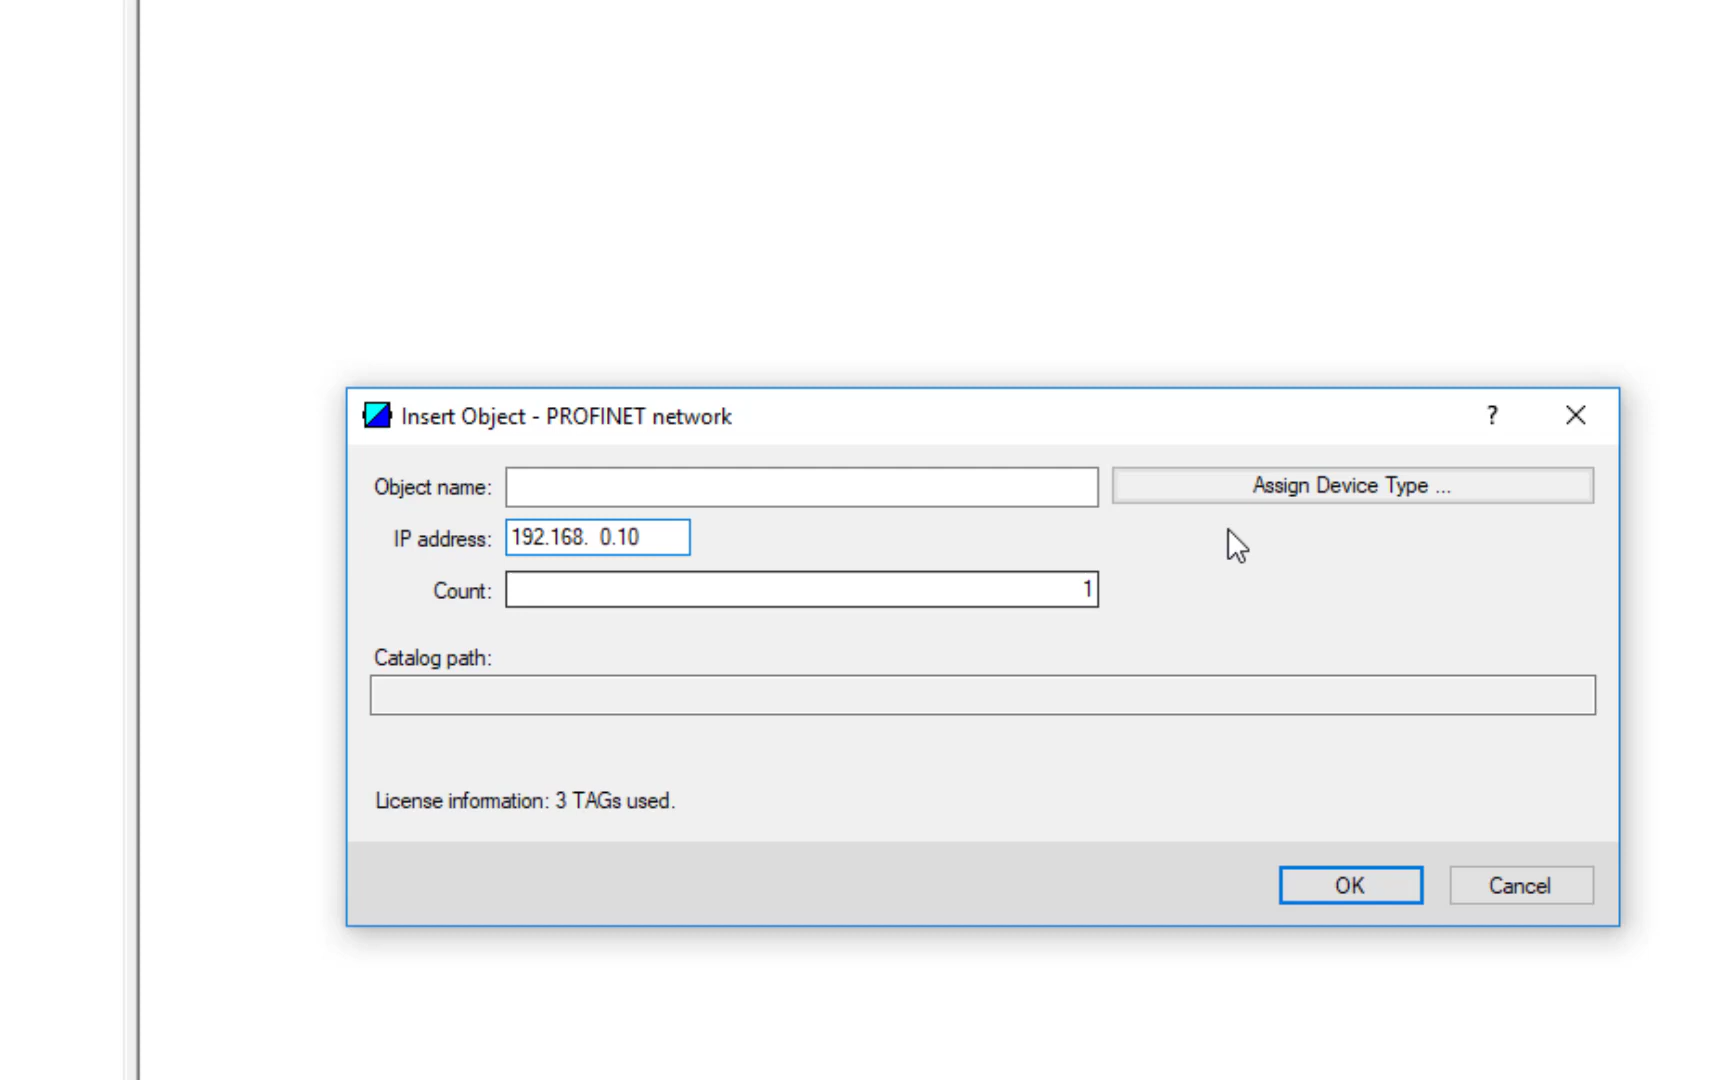 Insert Object - PROFINET network ?
Object name: Assign Device Type ...
IP address: 192.168.  0.10
Count: 1
Catalog path:
License information: 3 TAGs used.
OK Cancel